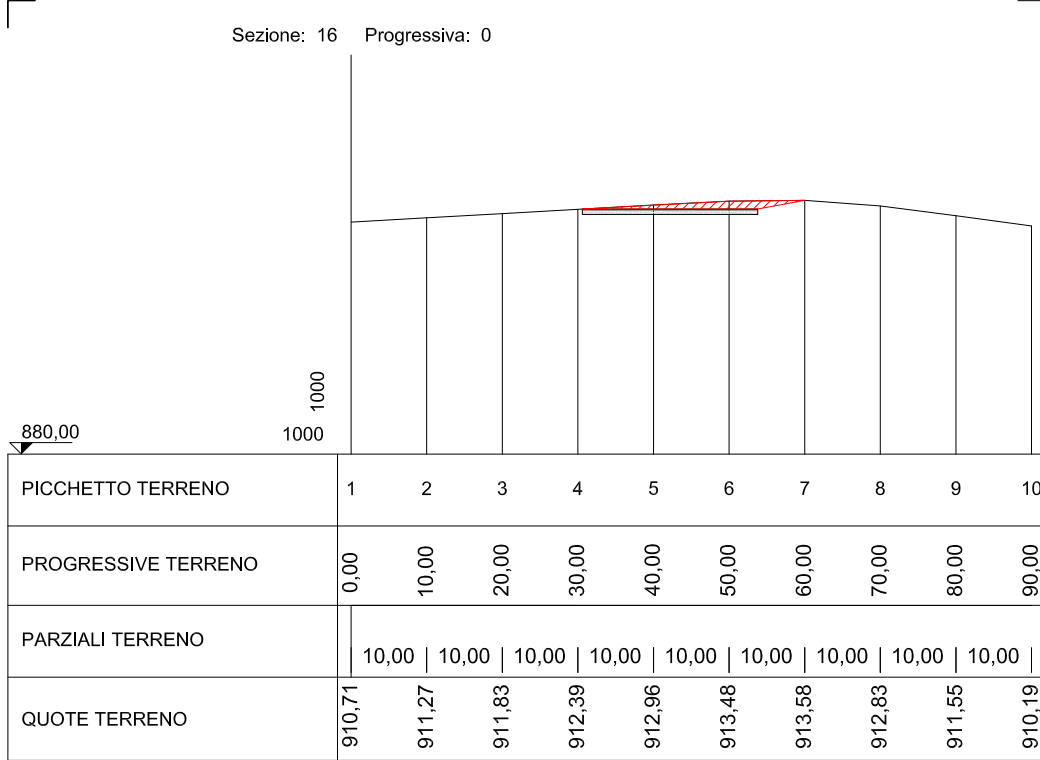 Sezione: 16 Progressiva: 0
1000
880,00
1000
PICCHETTO TERRENO 1 2 3 4 5 6 7 8 9 10
PROGRESSIVE TERRENO 0,00 10,00 20,00 30,00 40,00 50,00 60,00 70,00 80,00 90,00
PARZIALI TERRENO 10,00 10,00 10,00 10,00 10,00 10,00 10,00 10,00 10,00
QUOTE TERRENO 910,71 911,27 911,83 912,39 912,96 913,48 913,58 912,83 911,55 910,19